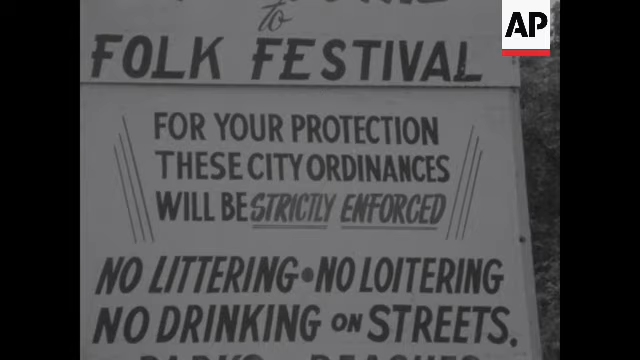 AP
to
FOLK FESTIVAL
FOR YOUR PROTECTION
THESE CITY ORDINANCES
WILL BE STRICTLY ENFORCED
NO LITTERING • NO LOITERING
NO DRINKING ON STREETS.